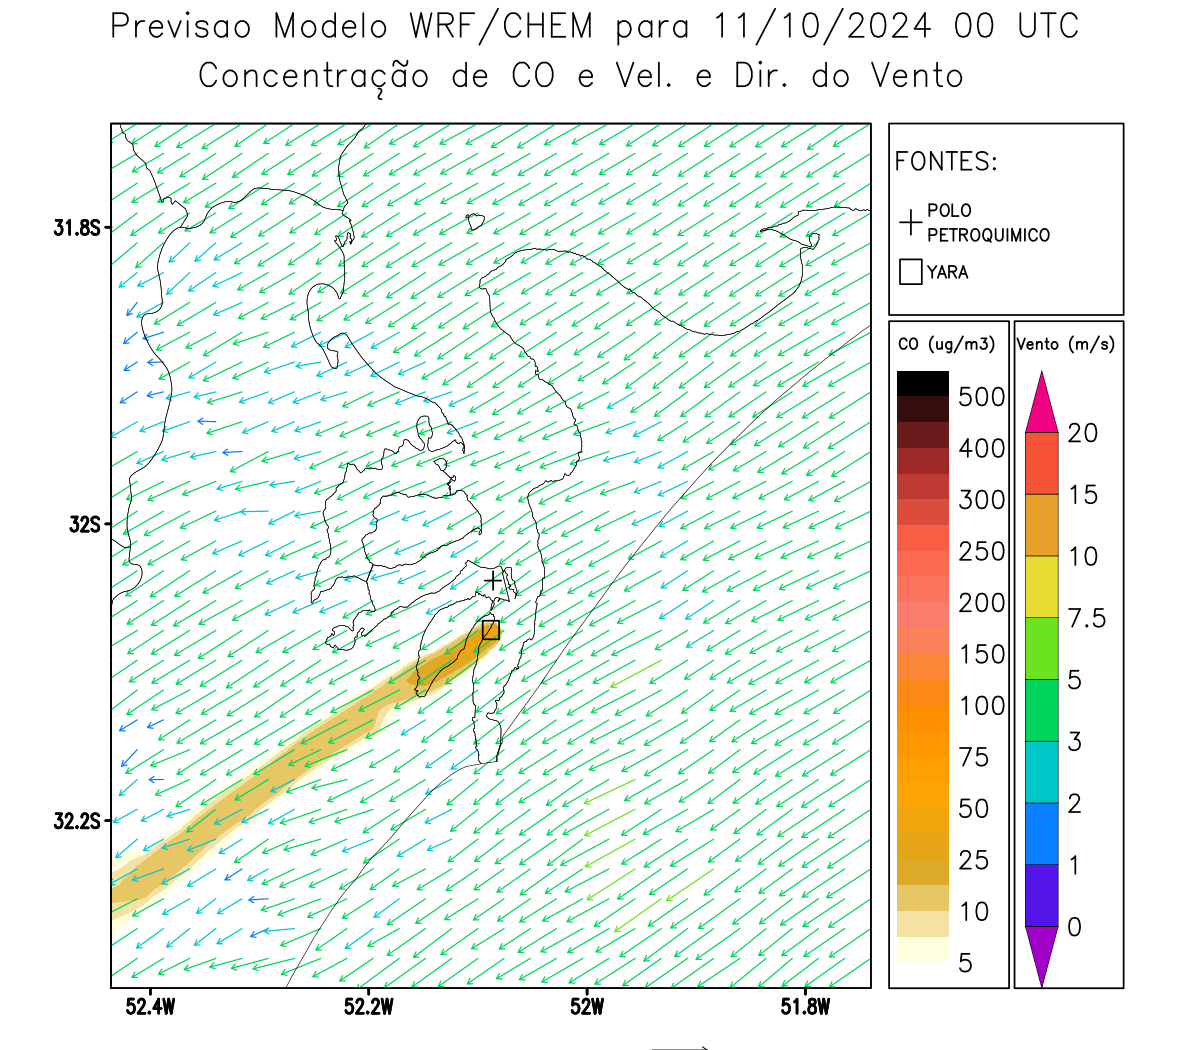 Previsao Modelo WRF/CHEM para 11/10/2024 00 UTC
Concentração de CO e Vel. e Dir. do Vento
FONTES:
POLO
PETROQUIMICO
YARA
31.8S
32S
32.2S
52.4W
52.2W
52W
51.8W
CO (ug/m3)
500
400
300
250
200
150
100
75
50
25
10
5
Vento (m/s)
20
15
10
7.5
5
3
2
1
0